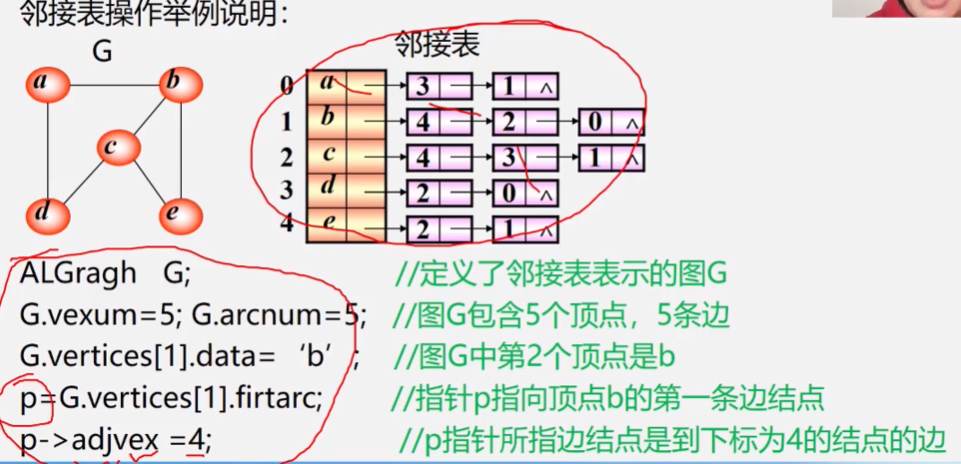 邻接表操作举例说明：
G
邻接表
a b c d e
0 a 3 1 ∧
1 b 4 2 0 ∧
2 c 4 3 1 ∧
3 d 2 0 ∧
4 e 2 1 ∧
ALGragh G; //定义了邻接表表示的图G
G.vexum=5; G.arcnum=5; //图G包含5个顶点，5条边
G.vertices[1].data= ‘b’ ; //图G中第2个顶点是b
p=G.vertices[1].firtarc; //指针p指向顶点b的第一条边结点
p->adjvex =4; //p指针所指边结点是到下标为4的结点的边